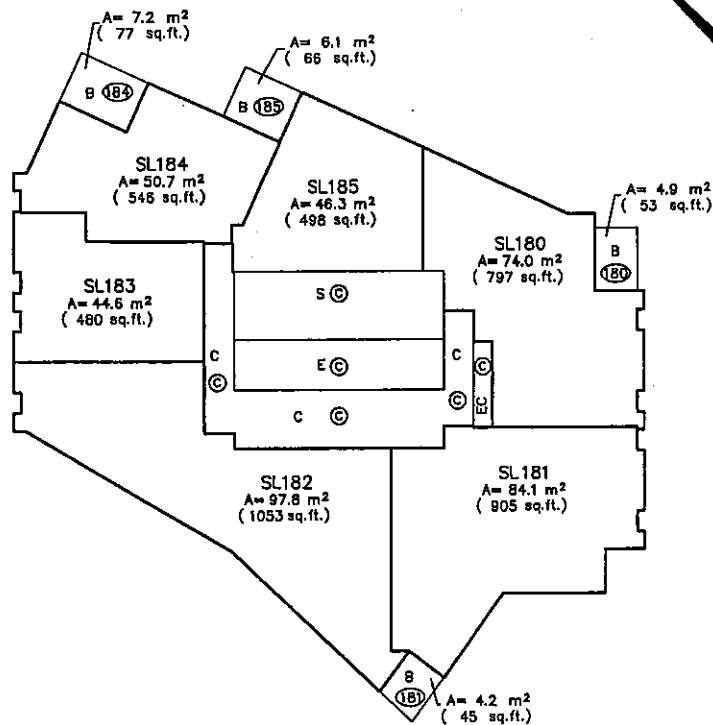 A= 7.2 m²
( 77 sq.ft.)
A= 6.1 m²
( 66 sq.ft.)
B 184
B 185
SL184
A= 50.7 m²
( 546 sq.ft.)
SL185
A= 46.3 m²
( 498 sq.ft.)
A= 4.9 m²
( 53 sq.ft.)
SL180
A= 74.0 m²
( 797 sq.ft.)
B
180
SL183
A= 44.6 m²
( 480 sq.ft.)
S C
E C
C
C
C
C
C
EC
C C
SL182
A= 97.8 m²
( 1053 sq.ft.)
SL181
A= 84.1 m²
( 905 sq.ft.)
B
181
A= 4.2 m²
( 45 sq.ft.)